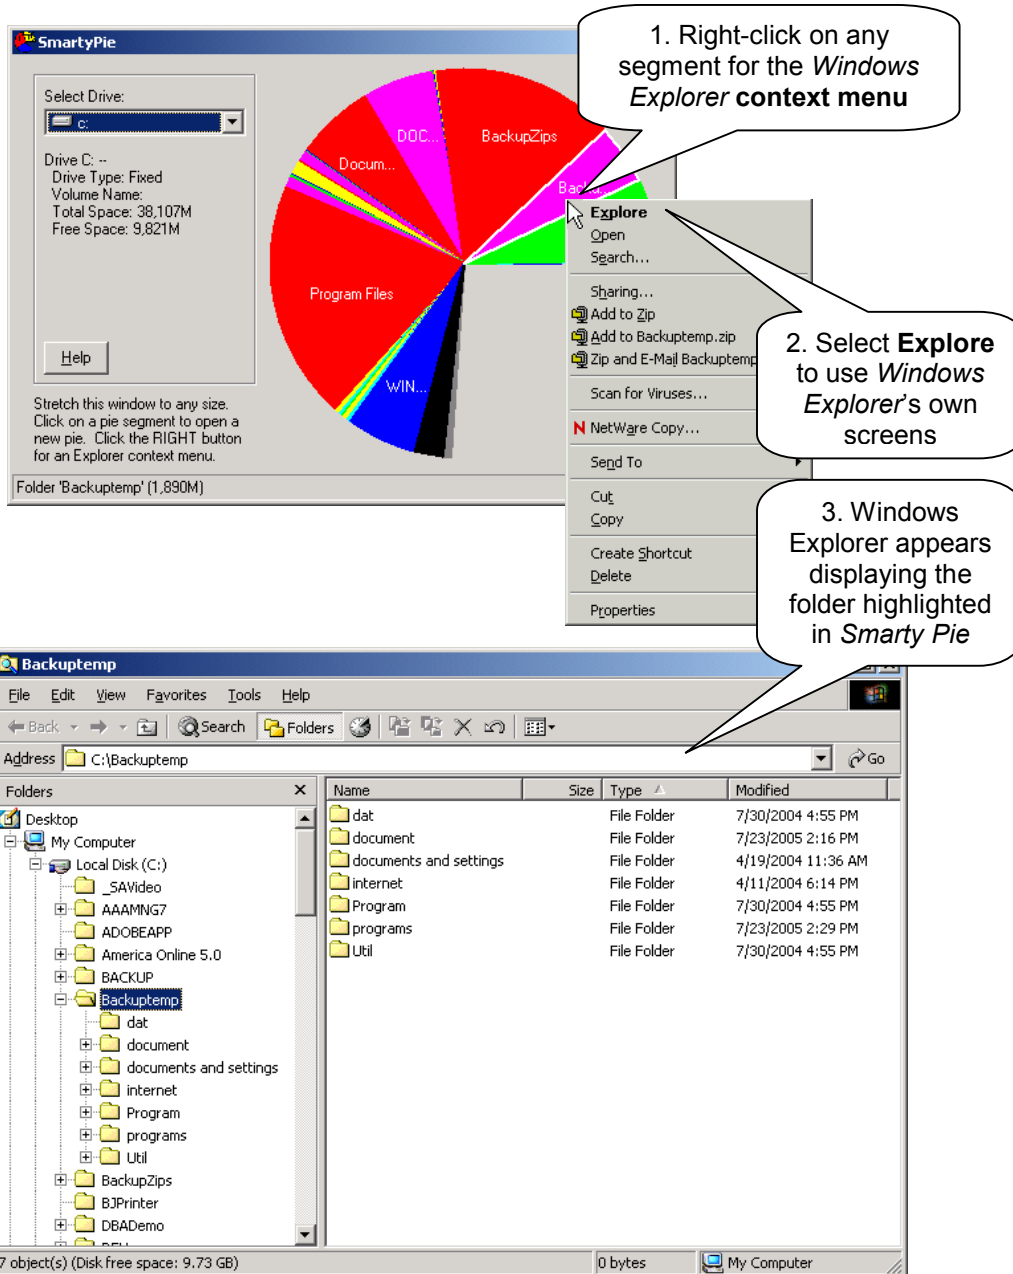 1. Right-click on any
segment for the Windows
Explorer context menu
SmartyPie
Select Drive:
c:
Drive C: --
Drive Type: Fixed
Volume Name:
Total Space: 38,107M
Free Space: 9,821M
Help
Stretch this window to any size.
Click on a pie segment to open a
new pie. Click the RIGHT button
for an Explorer context menu.
Folder 'Backuptemp' (1,890M)
DOC...
BackupZips
Docum...
Program Files
WIN...
Explore
Open
Search...
Sharing...
Add to Zip
Add to Backuptemp.zip
Zip and E-Mail Backuptemp
Scan for Viruses...
NetWare Copy...
Send To
Cut
Copy
Create Shortcut
Delete
Properties
2. Select Explore
to use Windows
Explorer's own
screens
3. Windows
Explorer appears
displaying the
folder highlighted
in Smarty Pie
Backuptemp
File Edit View Favorites Tools Help
Back Search Folders
Address C:\Backuptemp Go
Folders
Desktop
My Computer
Local Disk (C:)
_SAVideo
AAAMNG7
ADOBEAPP
America Online 5.0
BACKUP
Backuptemp
dat
document
documents and settings
internet
Program
programs
Util
BackupZips
BJPrinter
DBADemo
Name Size Type Modified
dat File Folder 7/30/2004 4:55 PM
document File Folder 7/23/2005 2:16 PM
documents and settings File Folder 4/19/2004 11:36 AM
internet File Folder 4/11/2004 6:14 PM
Program File Folder 7/30/2004 4:55 PM
programs File Folder 7/23/2005 2:29 PM
Util File Folder 7/30/2004 4:55 PM
7 object(s) (Disk free space: 9.73 GB) 0 bytes My Computer